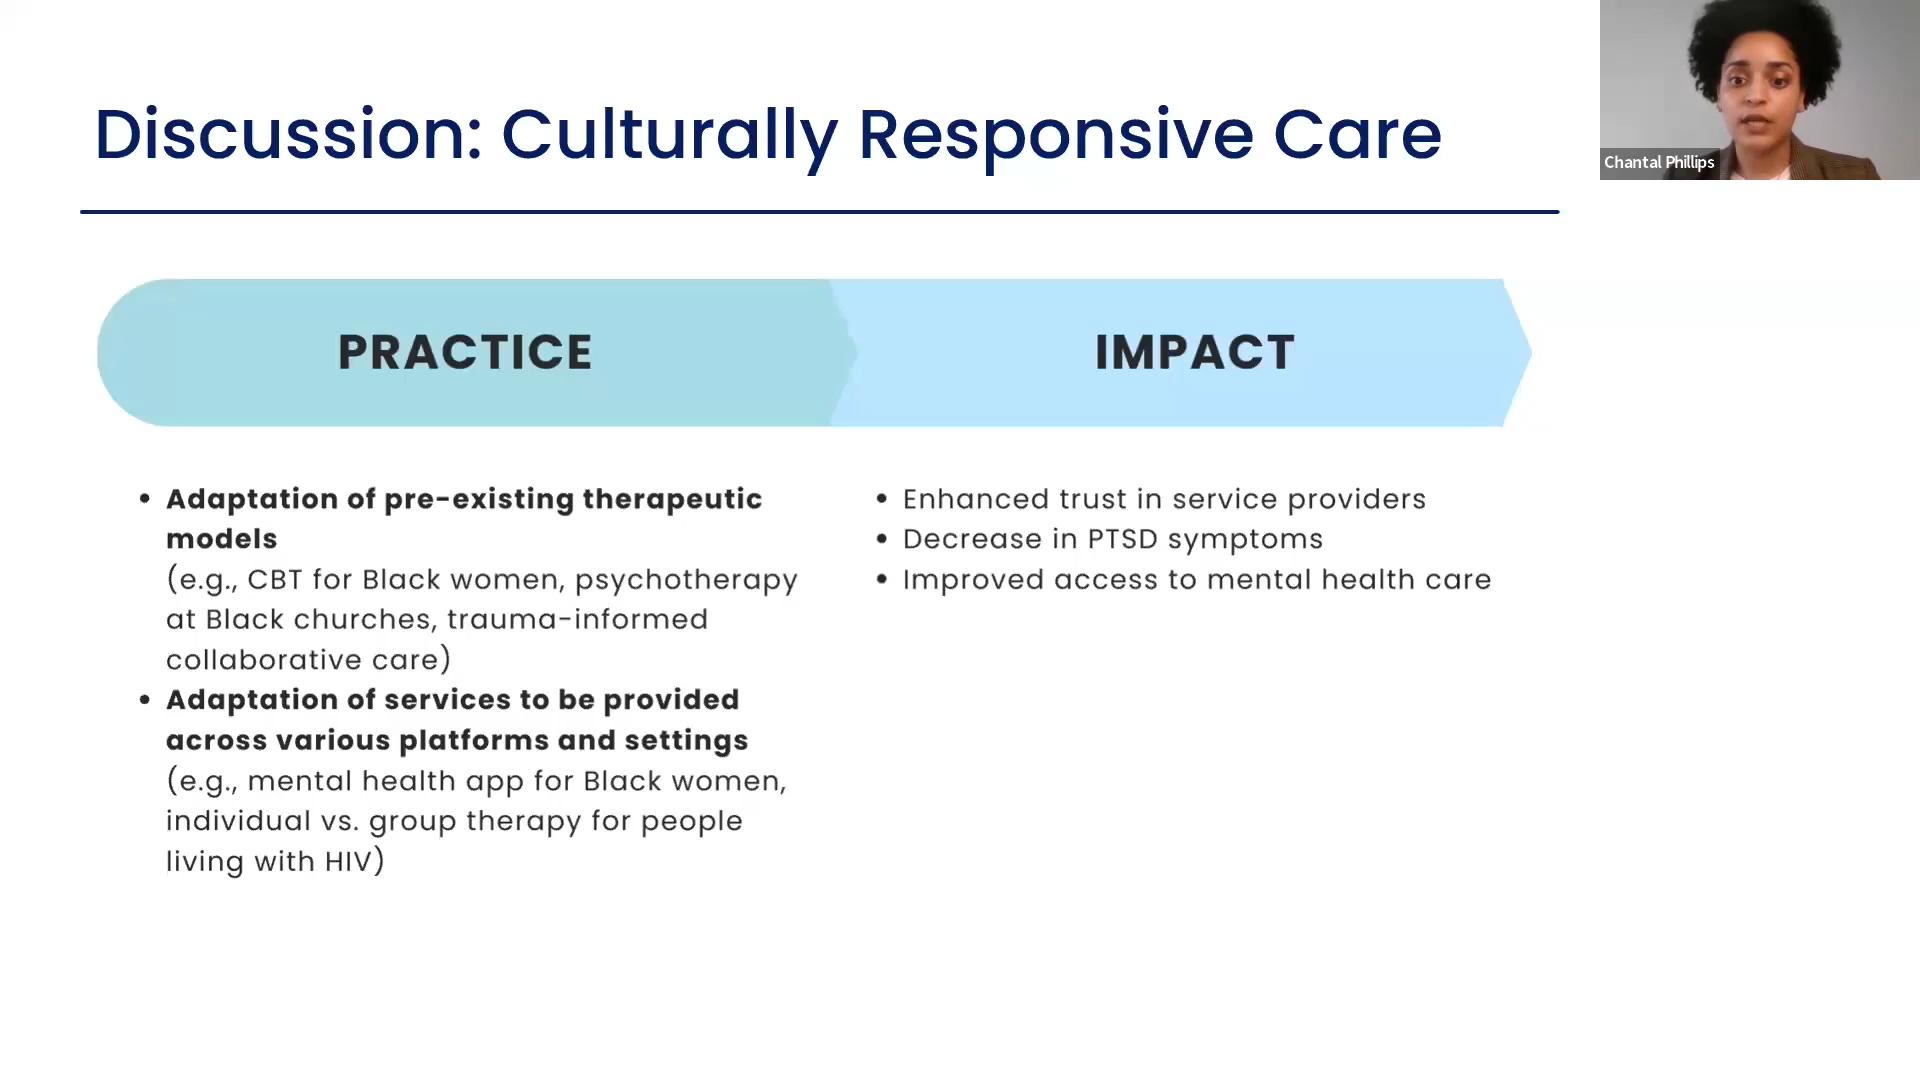 Discussion: Culturally Responsive Care
Chantal Phillips
PRACTICE
IMPACT
• Adaptation of pre-existing therapeutic
models
(e.g., CBT for Black women, psychotherapy
at Black churches, trauma-informed
collaborative care)
• Adaptation of services to be provided
across various platforms and settings
(e.g., mental health app for Black women,
individual vs. group therapy for people
living with HIV)
• Enhanced trust in service providers
• Decrease in PTSD symptoms
• Improved access to mental health care